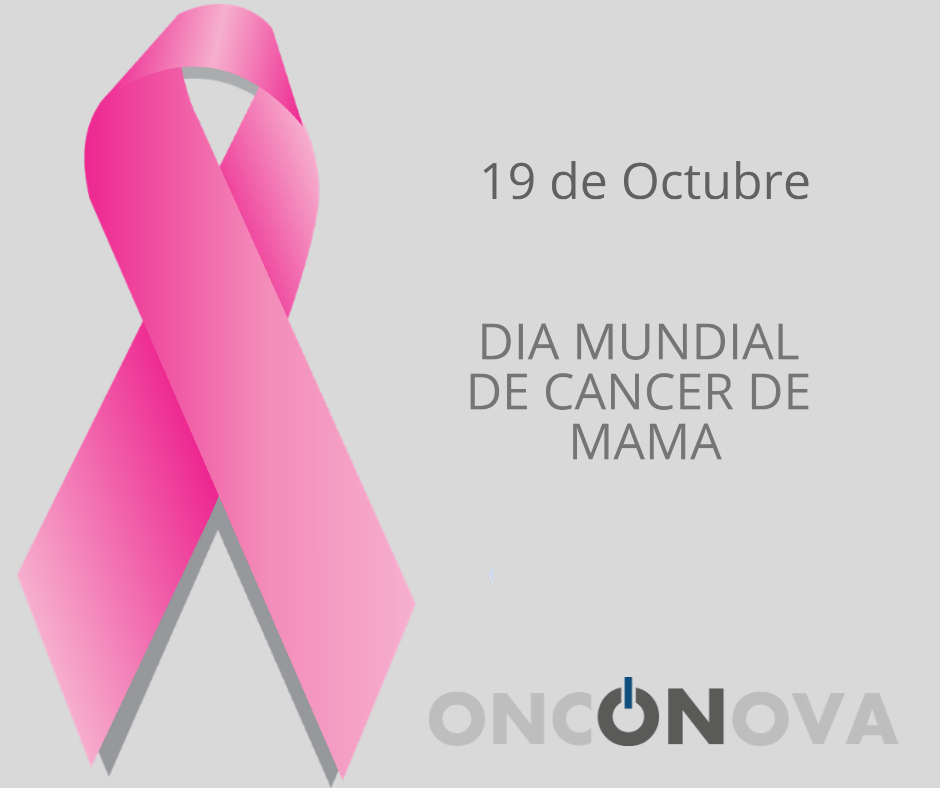 19 de Octubre
DIA MUNDIAL
DE CANCER DE
MAMA
ONCONOVA